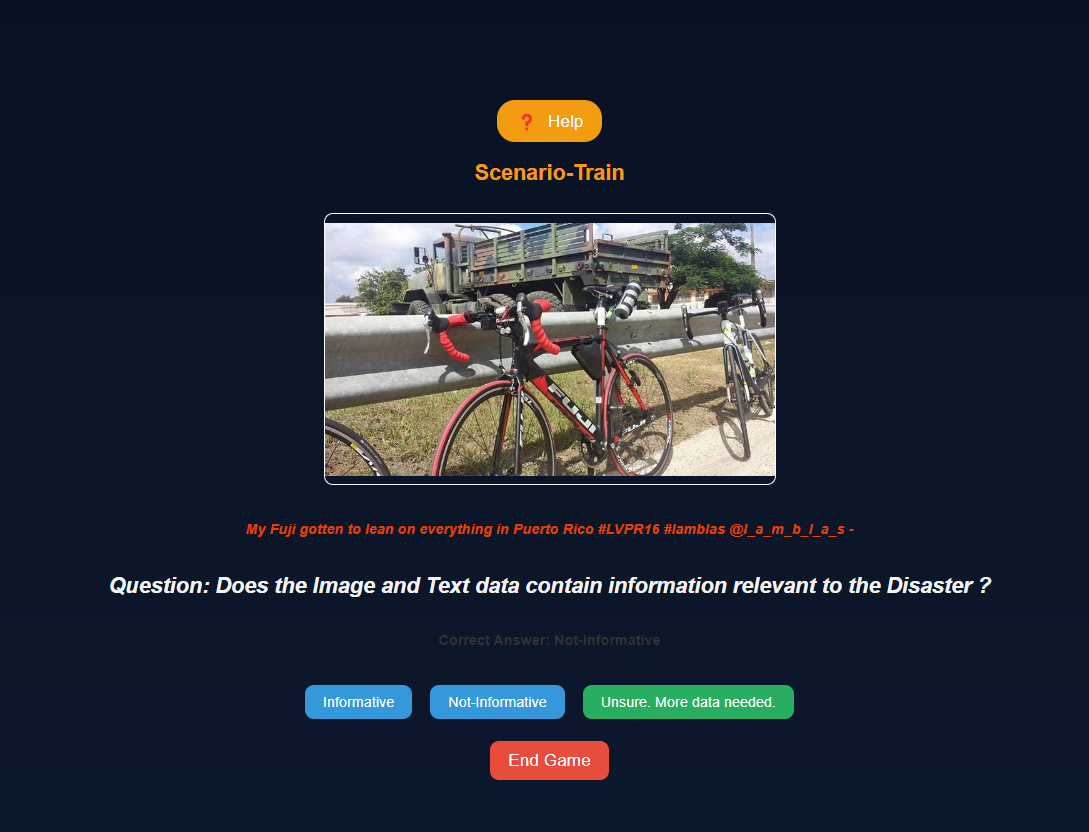 ❓ Help
Scenario-Train
FUJI
FUJI
My Fuji gotten to lean on everything in Puerto Rico #LVPR16 #lamblas @l_a_m_b_l_a_s -
Question: Does the Image and Text data contain information relevant to the Disaster ?
Correct Answer: Not-Informative
Informative
Not-Informative
Unsure. More data needed.
End Game